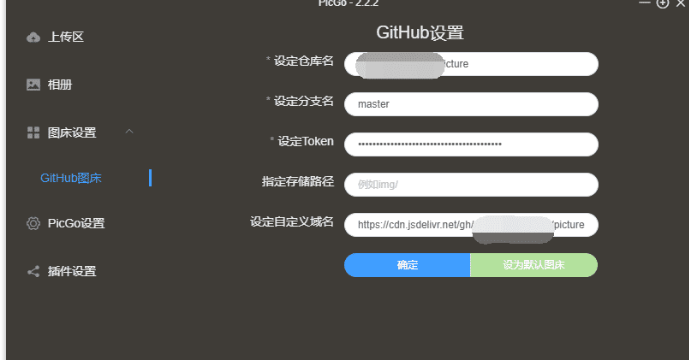 PicGo - 2.2.2
上传区
相册
图床设置
GitHub图床
PicGo设置
插件设置
GitHub设置
* 设定仓库名
icture
* 设定分支名
master
* 设定Token
指定存储路径
例如img/
设定自定义域名
https://cdn.jsdelivr.net/gh/
/picture
确定
设为默认图床